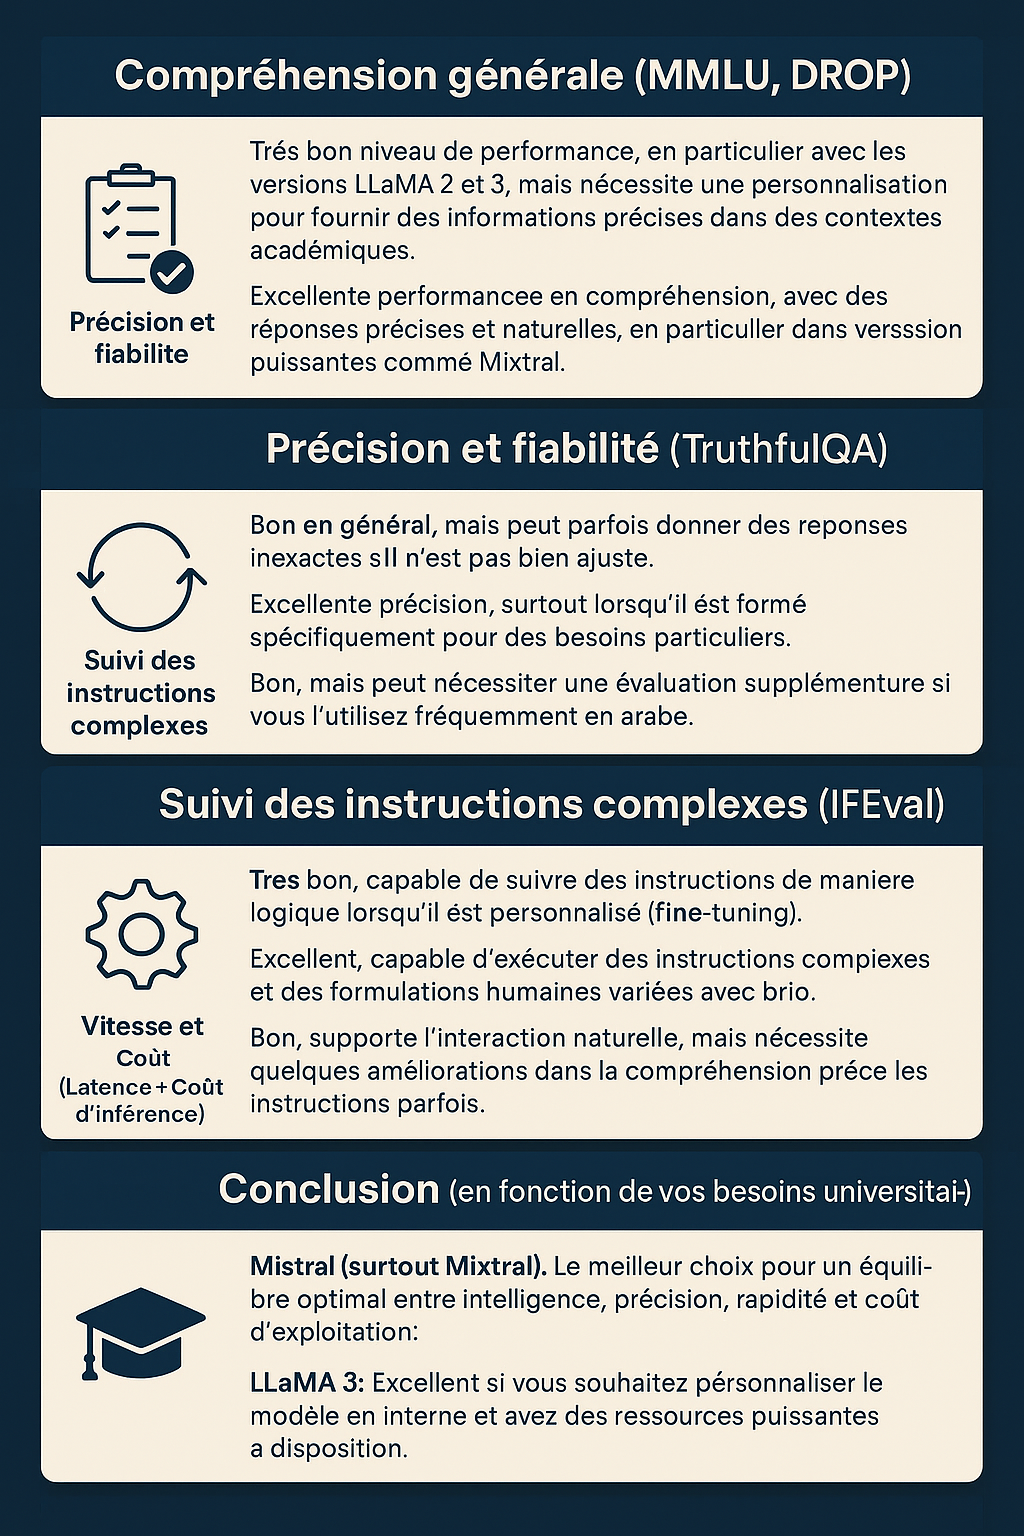 Compréhension générale (MMLU, DROP)
Trés bon niveau de performance, en particulier avec les
versions LLaMA 2 et 3, mais nécessite une personnalisation
pour fournir des informations précises dans des contextes
académiques.
Excellente performancee en compréhension, avec des
réponses précises et naturelles, en particuller dans versssion
puissantes commé Mixtral.
Précision et
fiabilite
Précision et fiabilité (TruthfulQA)
Bon en général, mais peut parfois donner des reponses
inexactes sIl n'est pas bien ajuste.
Excellente précision, surtout lorsqu'il ést formé
spécifiquement pour des besoins particuliers.
Bon, mais peut nécessiter une évaluation supplémenture si
vous l'utilisez fréquemment en arabe.
Suivi des
instructions
complexes
Suivi des instructions complexes (IFEval)
Tres bon, capable de suivre des instructions de maniere
logique lorsqu'il ést personnalisé (fine-tuning).
Excellent, capable d'exécuter des instructions compiexes
et des formulations humaines variées avec brio.
Bon, supporte l'interaction naturelle, mais nécessite
quelques améliorations dans la compréhension préce les
instructions parfois.
Vitesse et
Coùt
(Latence + Coût
d'inférence)
Conclusion (en fonction de vos besoins universitai-)
Mistral (surtout Mixtral). Le meilleur choix pour un équili-
bre optimal entre intelligence, précision, rapidité et coût
d'exploitation:
LLaMA 3: Excellent si vous souhaitez pérsonnaliser le
modèle en interne et avez des ressources puissantes
a disposition.